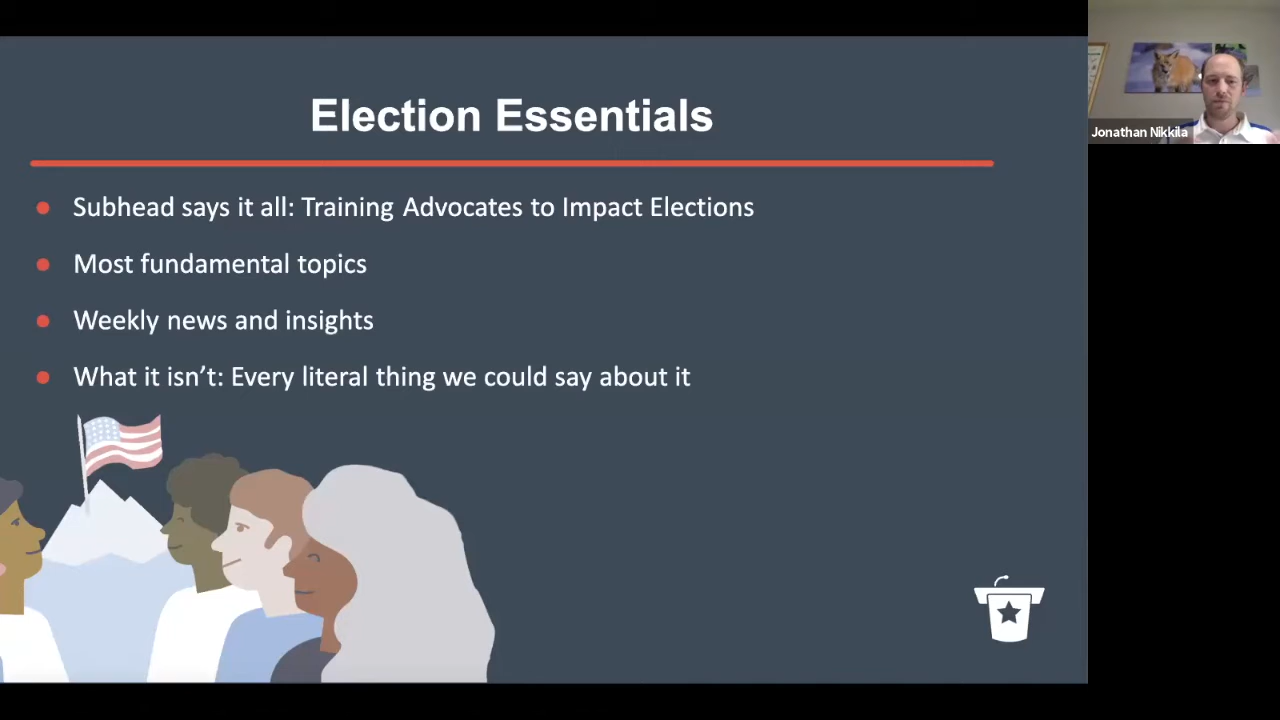 Election Essentials
Subhead says it all: Training Advocates to Impact Elections
Most fundamental topics
Weekly news and insights
What it isn’t: Every literal thing we could say about it
Jonathan Nikkila